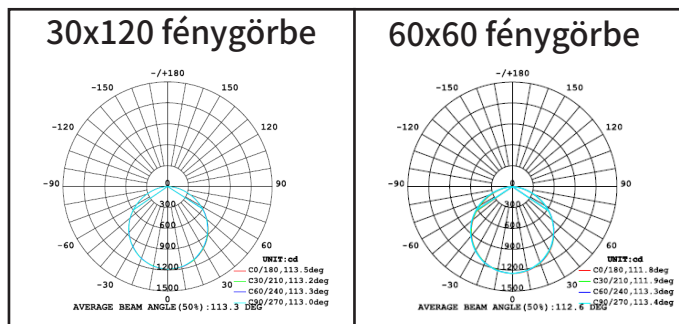 30x120 fénygörbe
-/+180
-150
150
-120
120
-90
90
-60
60
-30
30
0
300
600
900
1200
1500
0
UNIT:cd
C0/180,113.5deg
C30/210,113.2deg
C60/240,113.3deg
C90/270,113.0deg
AVERAGE BEAM ANGLE(50%):113.3 DEG
60x60 fénygörbe
-/+180
-150
150
-120
120
-90
90
-60
60
-30
30
0
300
600
900
1200
1500
0
UNIT:cd
C0/180,111.8deg
C30/210,111.9deg
C60/240,113.3deg
C90/270,113.4deg
AVERAGE BEAM ANGLE(50%):112.6 DEG